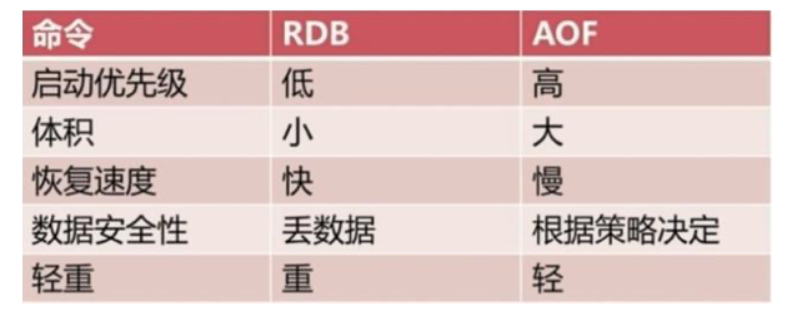 命令 RDB AOF
启动优先级 低 高
体积 小 大
恢复速度 快 慢
数据安全性 丢数据 根据策略决定
轻重 重 轻